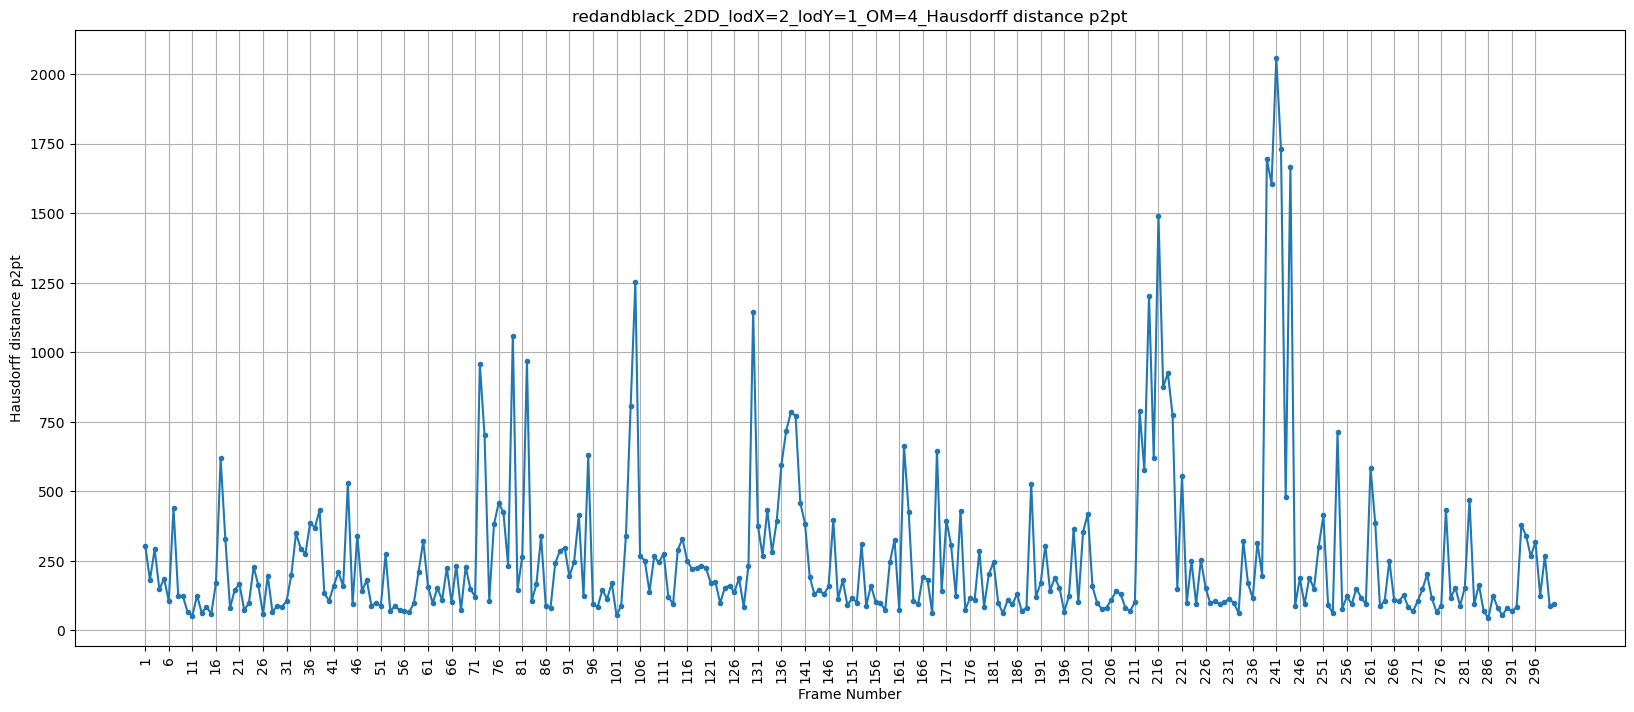 redandblack_2DD_lodX=2_lodY=1_OM=4_Hausdorff distance p2pt
2000
1750
1500
1250
1000
750
500
250
0
Hausdorff distance p2pt
1 6 11 16 21 26 31 36 41 46 51 56 61 66 71 76 81 86 91 96 101 106 111 116 121 126 131 136 141 146 151 156 161 166 171 176 181 186 191 196 201 206 211 216 221 226 231 236 241 246 251 256 261 266 271 276 281 286 291 296
Frame Number